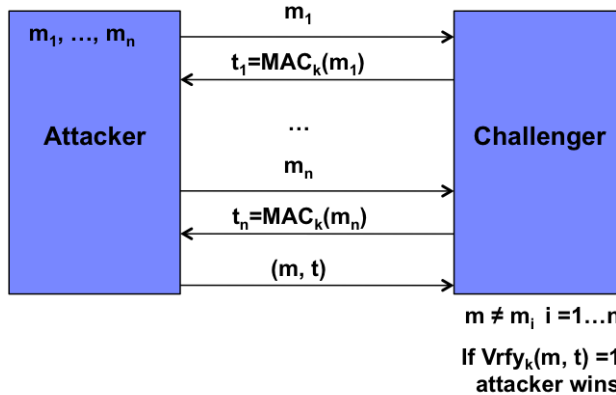 m₁
m₁, …, mₙ
t₁=MACₖ(m₁)
Attacker
…
Challenger
mₙ
tₙ=MACₖ(mₙ)
(m, t)
m ≠ mᵢ i =1…n
If Vrfyₖ(m, t) =1
attacker wins